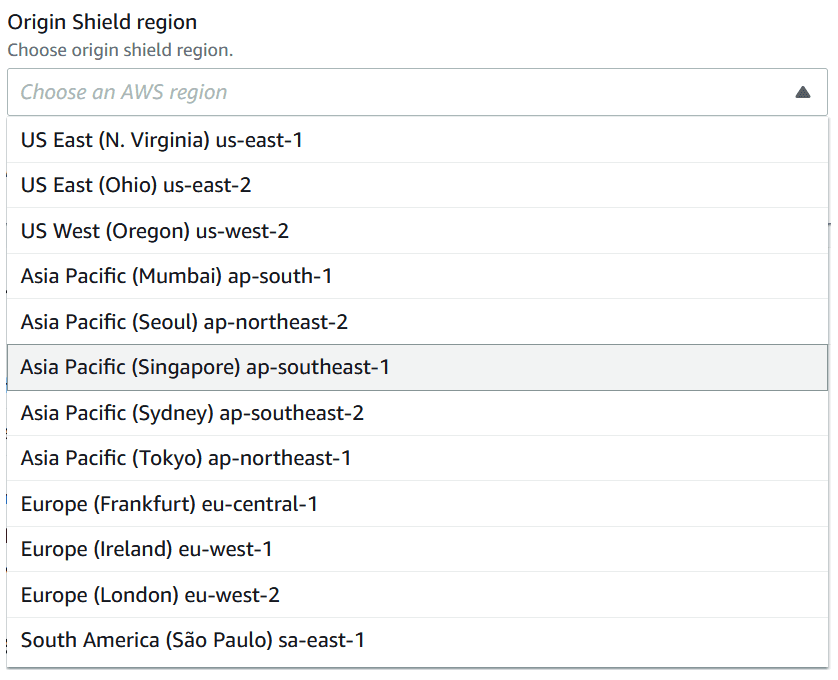 Origin Shield region
Choose origin shield region.
Choose an AWS region
US East (N. Virginia) us-east-1
US East (Ohio) us-east-2
US West (Oregon) us-west-2
Asia Pacific (Mumbai) ap-south-1
Asia Pacific (Seoul) ap-northeast-2
Asia Pacific (Singapore) ap-southeast-1
Asia Pacific (Sydney) ap-southeast-2
Asia Pacific (Tokyo) ap-northeast-1
Europe (Frankfurt) eu-central-1
Europe (Ireland) eu-west-1
Europe (London) eu-west-2
South America (São Paulo) sa-east-1